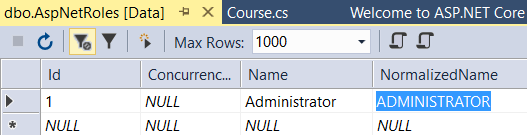 dbo.AspNetRoles [Data] Course.cs Welcome to ASP.NET Core
Max Rows: 1000
Id Concurrenc... Name NormalizedName
1 NULL Administrator ADMINISTRATOR
NULL NULL NULL NULL